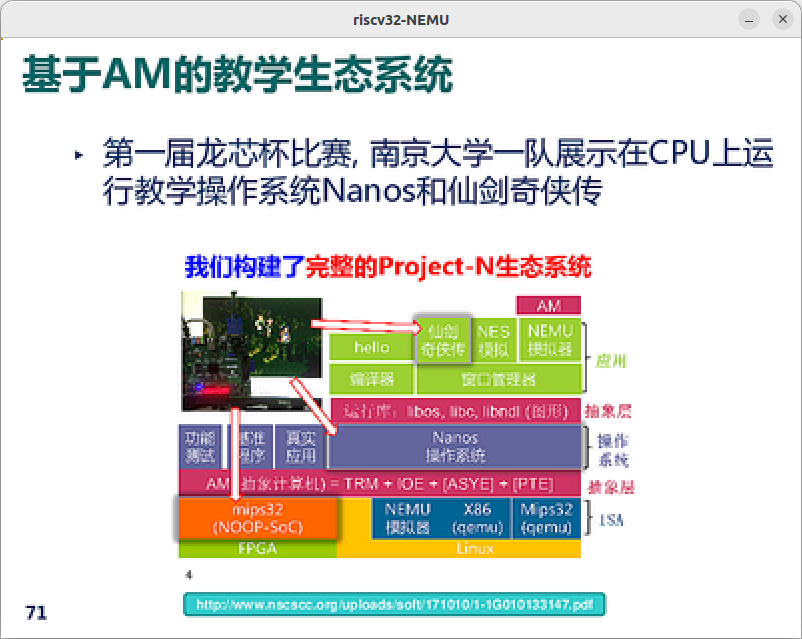 riscv32-NEMU
基于AM的教学生态系统
‣ 第一届龙芯杯比赛, 南京大学一队展示在CPU上运
行教学操作系统Nanos和仙剑奇侠传
我们构建了完整的Project-N生态系统
AM
hello
仙剑
奇侠传
NES
模拟
NEMU
模拟器
应用
编译器
窗口管理器
运行库: libos, libc, libndl (图形)
抽象层
功能
测试
基准
程序
真实
应用
Nanos
操作系统
操作
系统
AM(抽象计算机) = TRM + IOE + [ASYE] + [PTE]
抽象层
mips32
(NOOP-SoC)
NEMU
模拟器
X86
(qemu)
Mips32
(qemu)
ISA
FPGA
Linux
4
http://www.nscscc.org/uploads/soft/171010/1-1G010133147.pdf
71